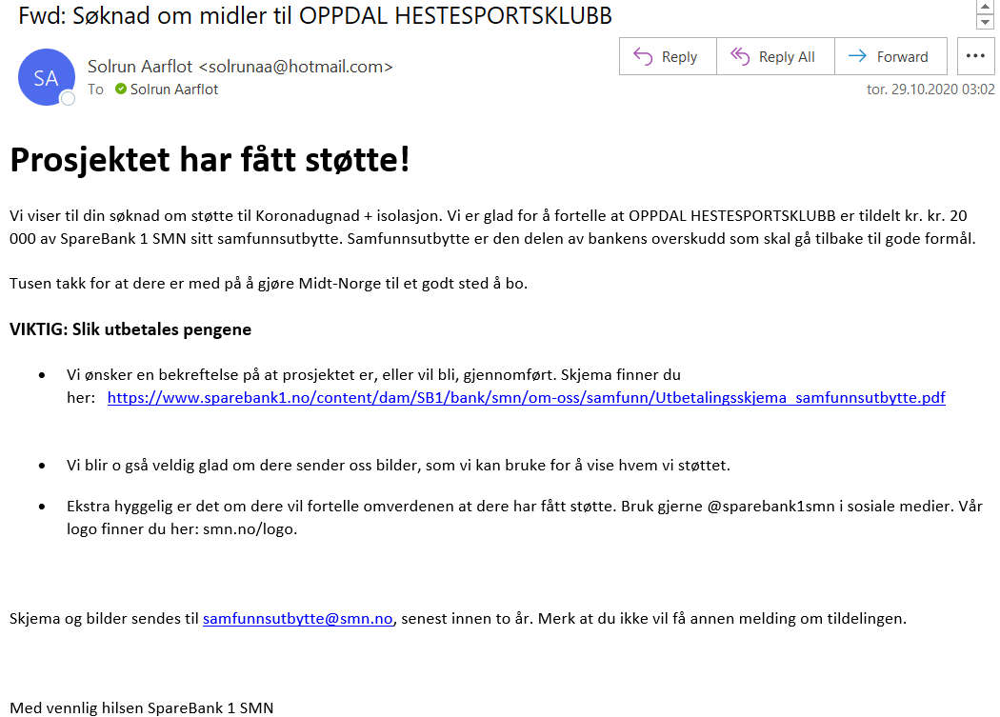 Fwd: Søknad om midler til OPPDAL HESTESPORTSKLUBB
SA
Solrun Aarflot <solrunaa@hotmail.com>
To Solrun Aarflot
Reply
Reply All
Forward
tor. 29.10.2020 03:02
Prosjektet har fått støtte!
Vi viser til din søknad om støtte til Koronadugnad + isolasjon. Vi er glad for å fortelle at OPPDAL HESTESPORTSKLUBB er tildelt kr. kr. 20
000 av SpareBank 1 SMN sitt samfunnsutbytte. Samfunnsutbytte er den delen av bankens overskudd som skal gå tilbake til gode formål.
Tusen takk for at dere er med på å gjøre Midt-Norge til et godt sted å bo.
VIKTIG: Slik utbetales pengene
• Vi ønsker en bekreftelse på at prosjektet er, eller vil bli, gjennomført. Skjema finner du
her: https://www.sparebank1.no/content/dam/SB1/bank/smn/om-oss/samfunn/Utbetalingsskjema_samfunnsutbytte.pdf
• Vi blir o gså veldig glad om dere sender oss bilder, som vi kan bruke for å vise hvem vi støttet.
• Ekstra hyggelig er det om dere vil fortelle omverdenen at dere har fått støtte. Bruk gjerne @sparebank1smn i sosiale medier. Vår
logo finner du her: smn.no/logo.
Skjema og bilder sendes til samfunnsutbytte@smn.no, senest innen to år. Merk at du ikke vil få annen melding om tildelingen.
Med vennlig hilsen SpareBank 1 SMN